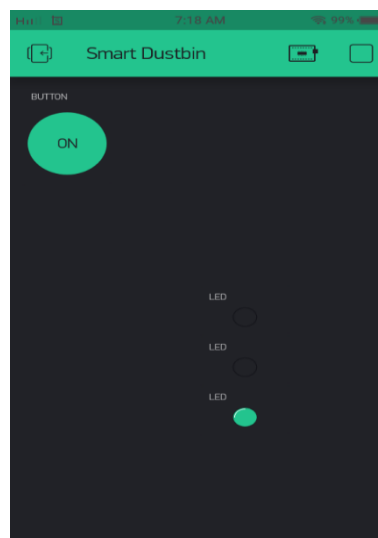 7:18 AM 99%
Smart Dustbin
BUTTON
ON
LED
LED
LED